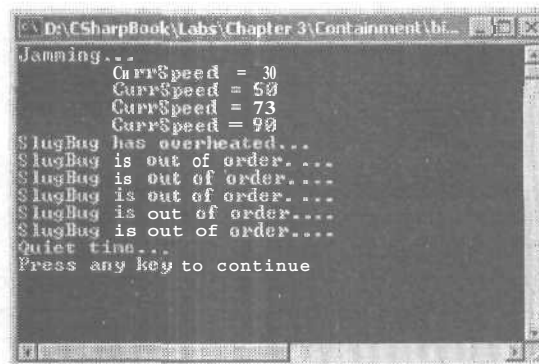 D:\CSharpBook\Labs\Chapter 3\Containment\bi...
Jamming...
CurrSpeed = 30
CurrSpeed = 50
CurrSpeed = 73
CurrSpeed = 90
SlugBug has overheated...
SlugBug is out of order.....
SlugBug is out of order.....
SlugBug is out of order.....
SlugBug is out of order.....
SlugBug is out of order.....
Quiet time...
Press any key to continue